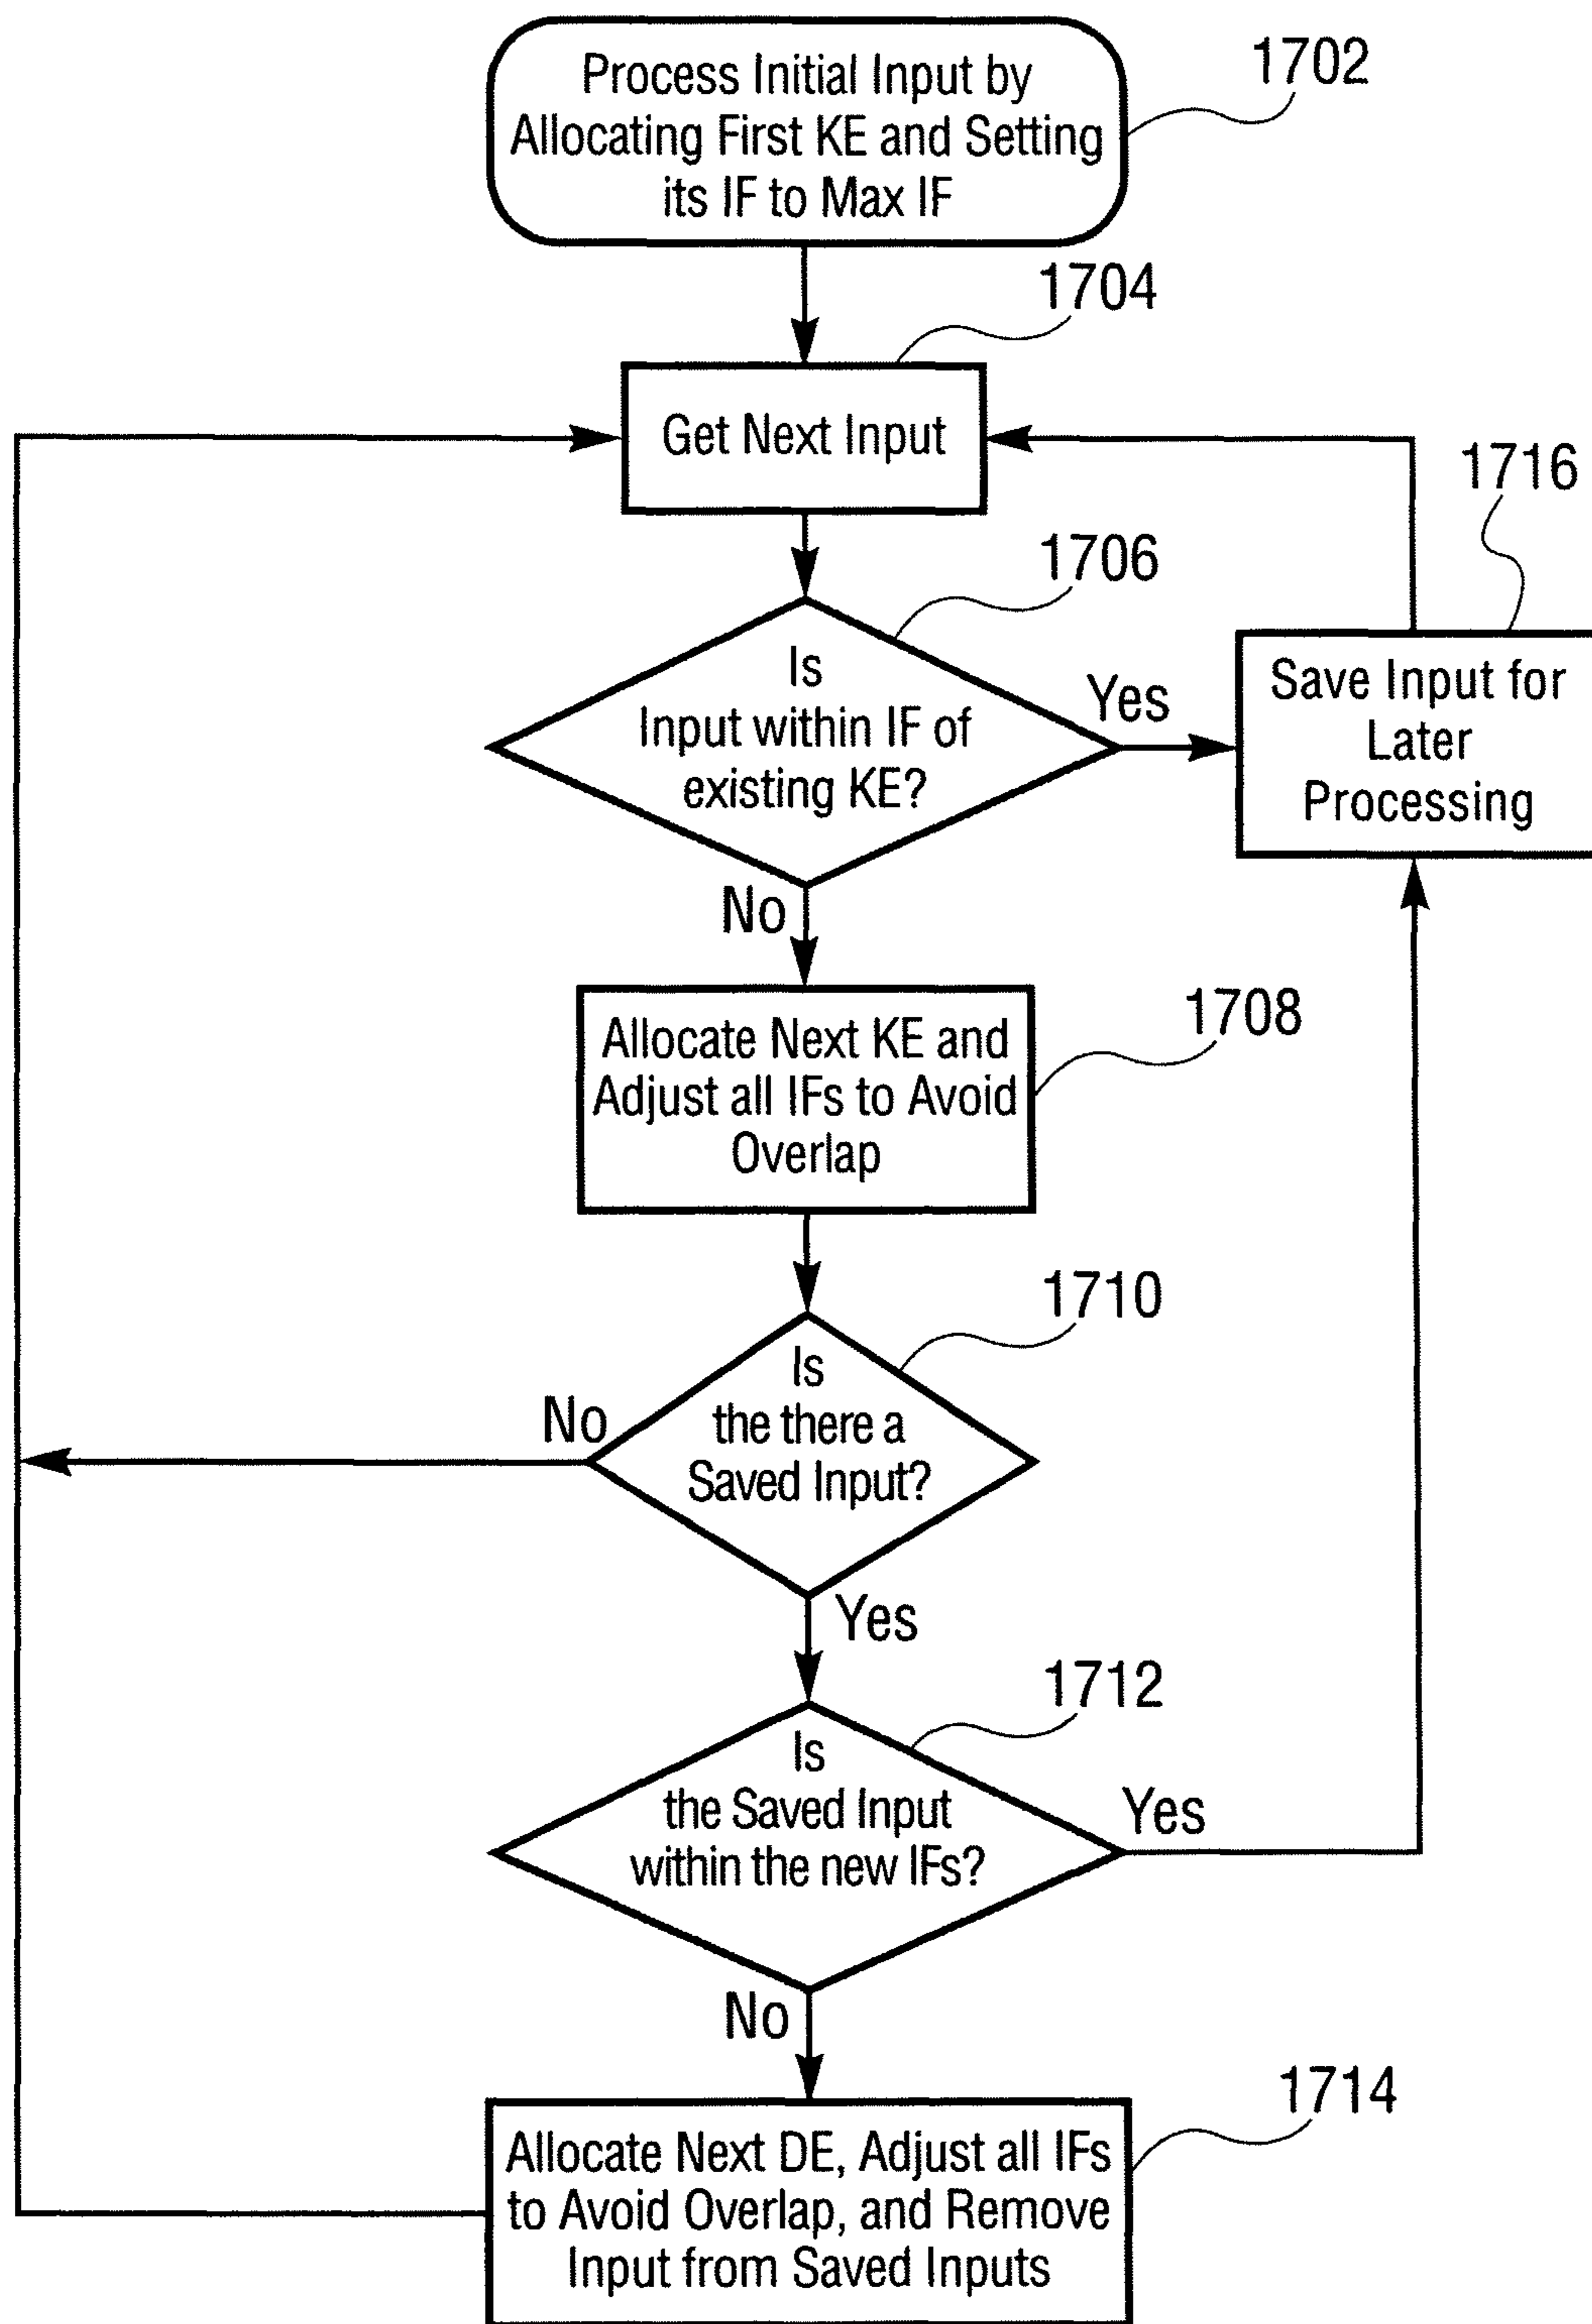 Process Initial Input by
Allocating First KE and Setting
its IF to Max IF
1702
1704
Get Next Input
1716
1706
Is
Input within IF of
existing KE?
Yes
Save Input for
Later
Processing
No
1708
Allocate Next KE and
Adjust all IFs to Avoid
Overlap
1710
Is
the there a
Saved Input?
No
Yes
1712
Is
the Saved Input
within the new IFs?
Yes
No
1714
Allocate Next DE, Adjust all IFs
to Avoid Overlap, and Remove
Input from Saved Inputs